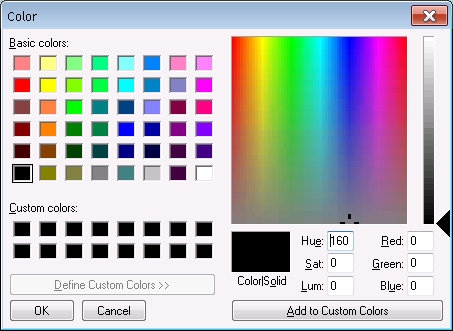 Color
Basic colors:
Custom colors:
Define Custom Colors >>
OK
Cancel
Hue: 160
Sat: 0
Lum: 0
Red: 0
Green: 0
Blue: 0
Color|Solid
Add to Custom Colors